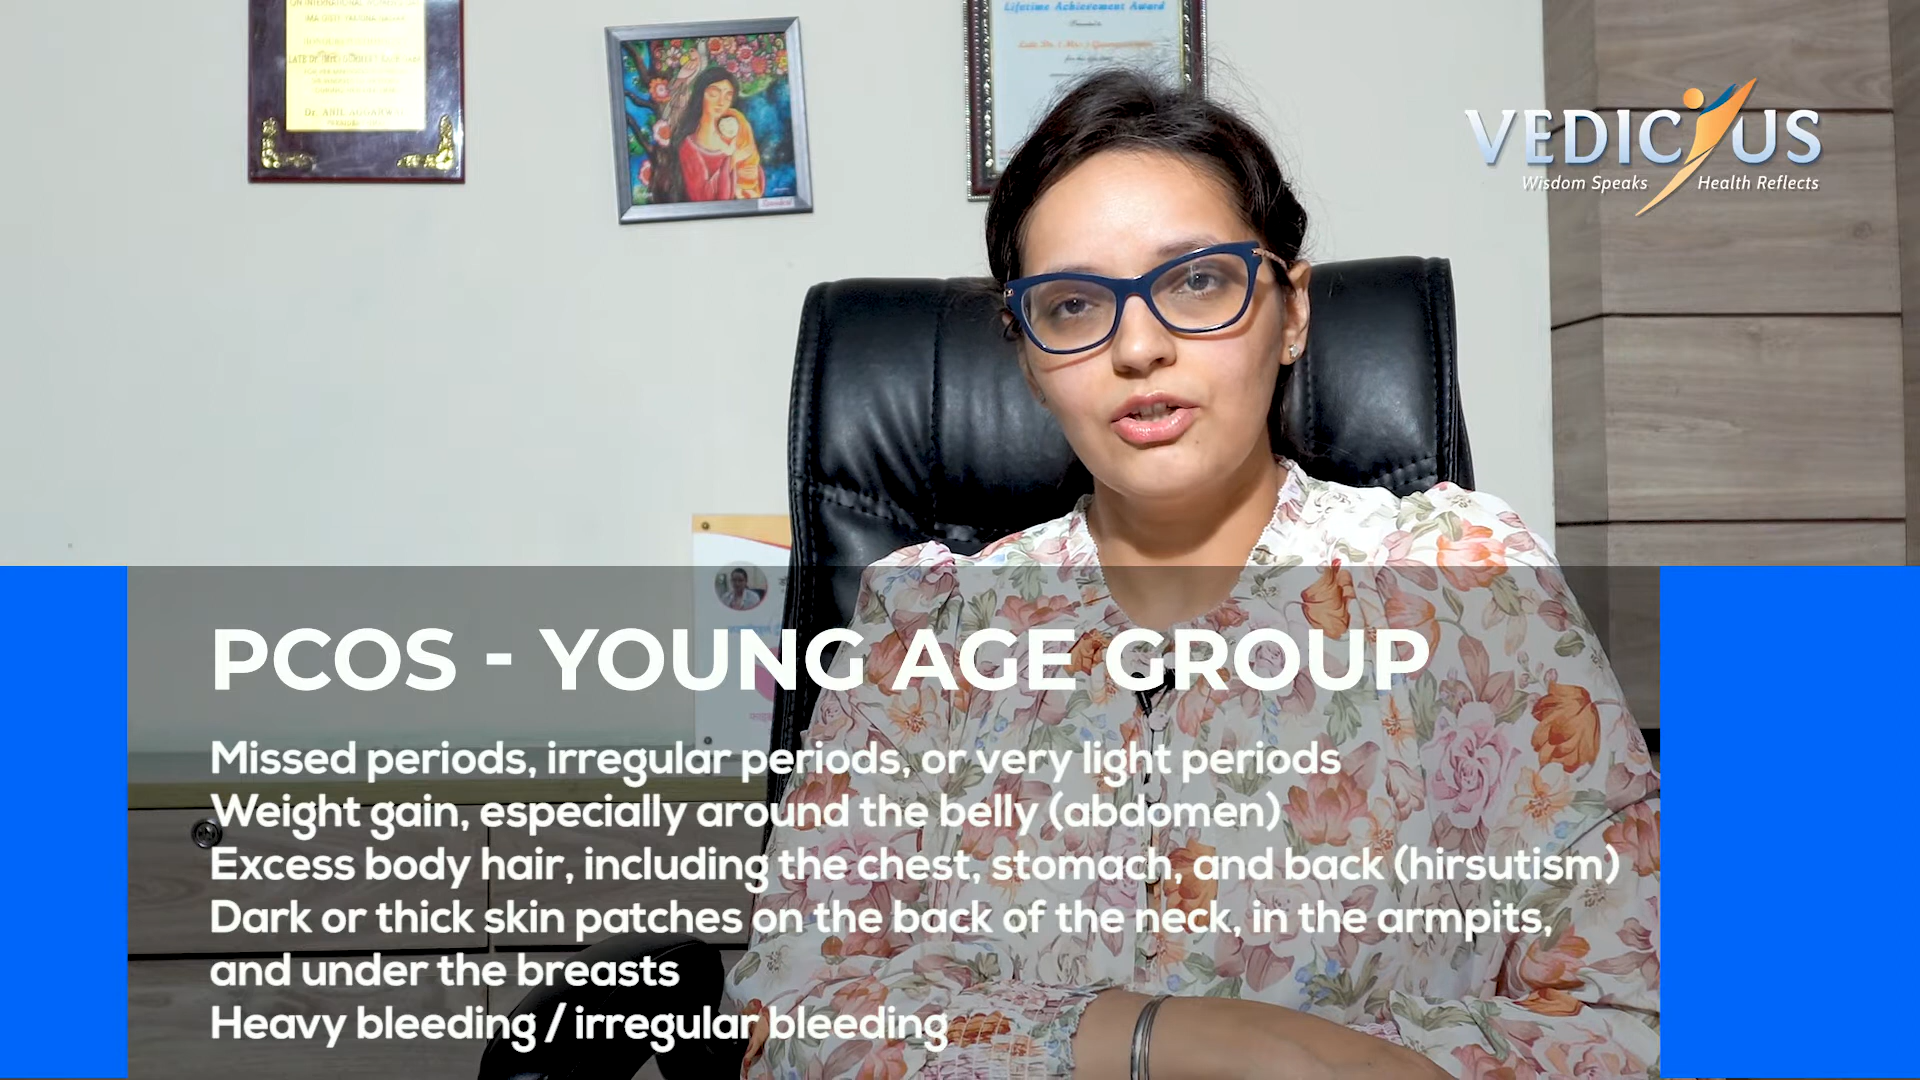 Lifetime Achievement Award
Dr. ANIL AGGARWAL
VEDICIUS
Wisdom Speaks Health Reflects
PCOS - YOUNG AGE GROUP
Missed periods, irregular periods, or very light periods
Weight gain, especially around the belly (abdomen)
Excess body hair, including the chest, stomach, and back (hirsutism)
Dark or thick skin patches on the back of the neck, in the armpits,
and under the breasts
Heavy bleeding / irregular bleeding